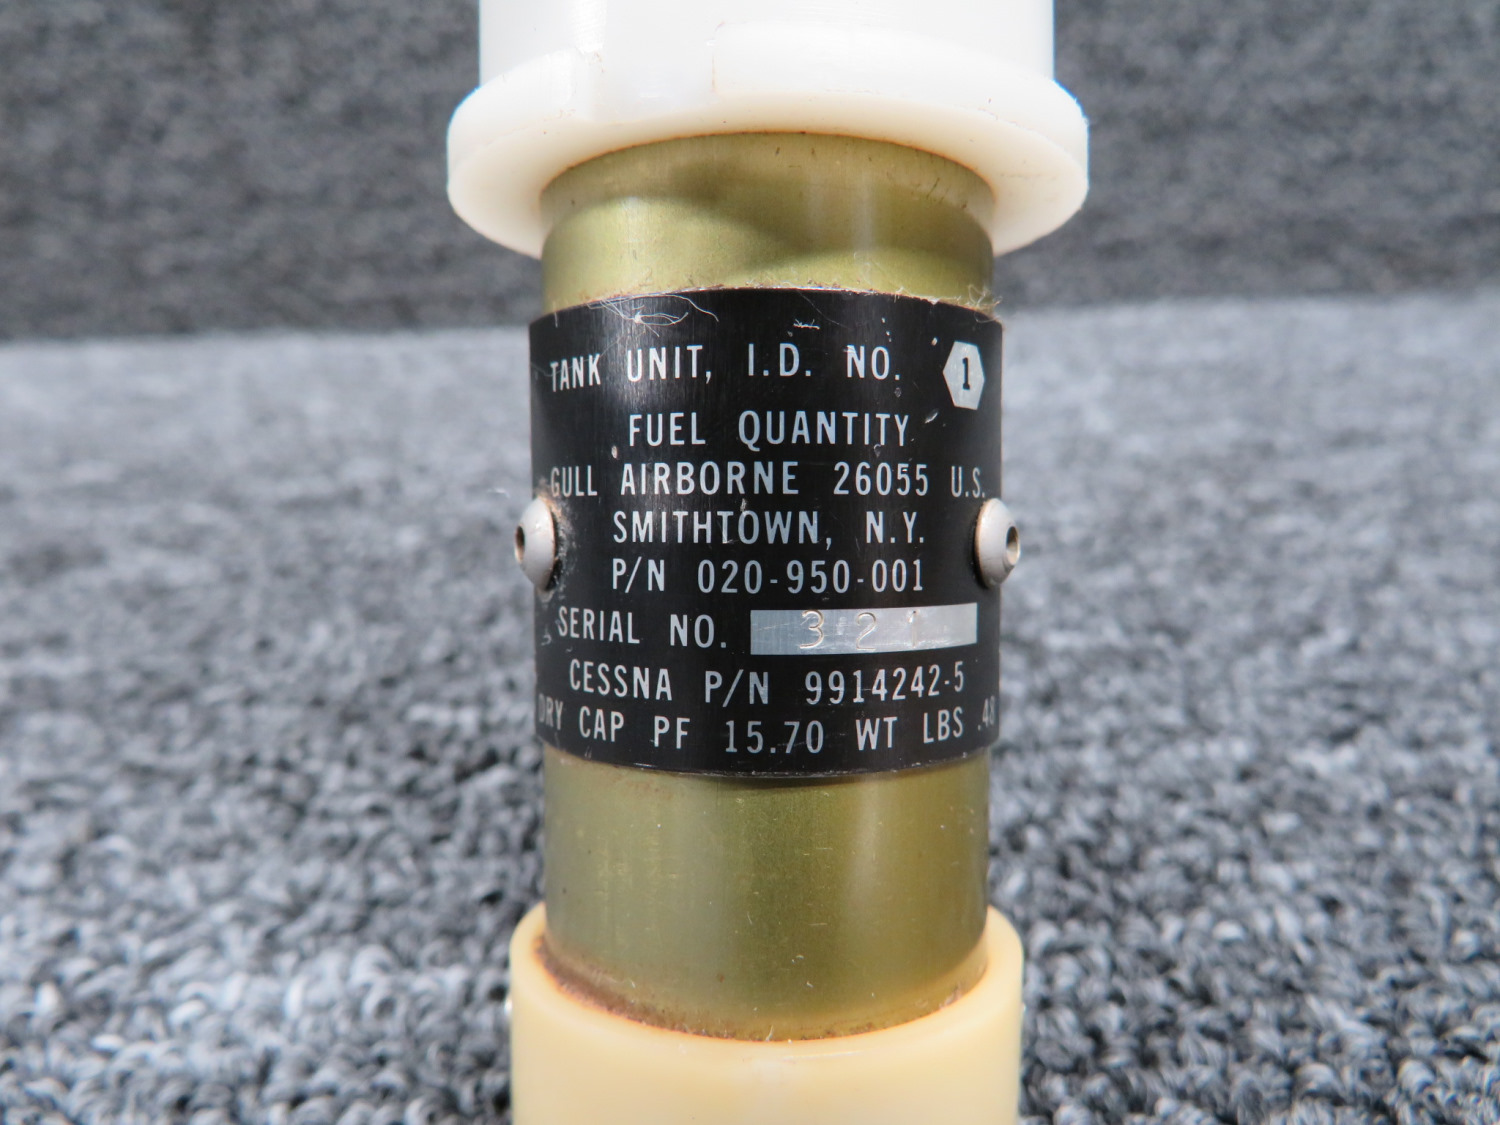 TANK UNIT, I.D. NO. 1
FUEL QUANTITY
GULL AIRBORNE 26055 U.S.
SMITHTOWN, N.Y.
P/N 020-950-001
SERIAL NO. 321
CESSNA P/N 9914242-5
DRY CAP PF 15.70 WT LBS .48